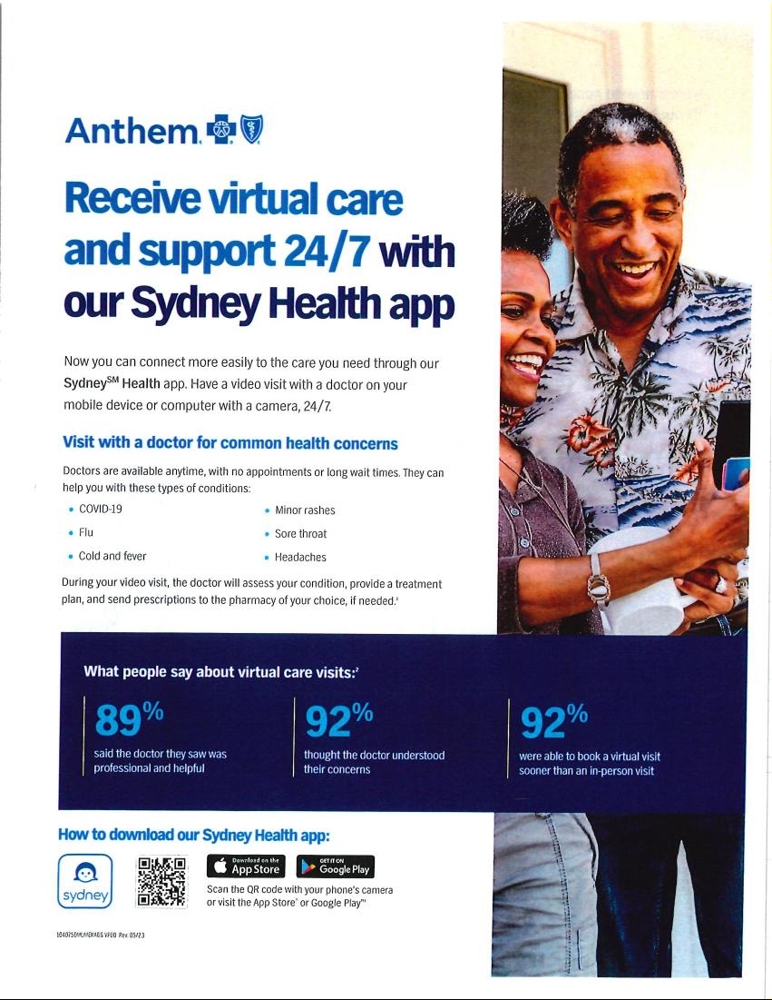 Anthem
Receive virtual care
and support 24/7 with
our Sydney Health app
Now you can connect more easily to the care you need through our
Sydney℠ Health app. Have a video visit with a doctor on your
mobile device or computer with a camera, 24/7.
Visit with a doctor for common health concerns
Doctors are available anytime, with no appointments or long wait times. They can
help you with these types of conditions:
• COVID-19
• Flu
• Cold and fever
• Minor rashes
• Sore throat
• Headaches
During your video visit, the doctor will assess your condition, provide a treatment
plan, and send prescriptions to the pharmacy of your choice, if needed.¹
What people say about virtual care visits:²
89%
said the doctor they saw was
professional and helpful
92%
thought the doctor understood
their concerns
92%
were able to book a virtual visit
sooner than an in-person visit
How to download our Sydney Health app:
sydney
Download on the
App Store
GET IT ON
Google Play
Scan the QR code with your phone's camera
or visit the App Store® or Google Play™
Rev. 05/23